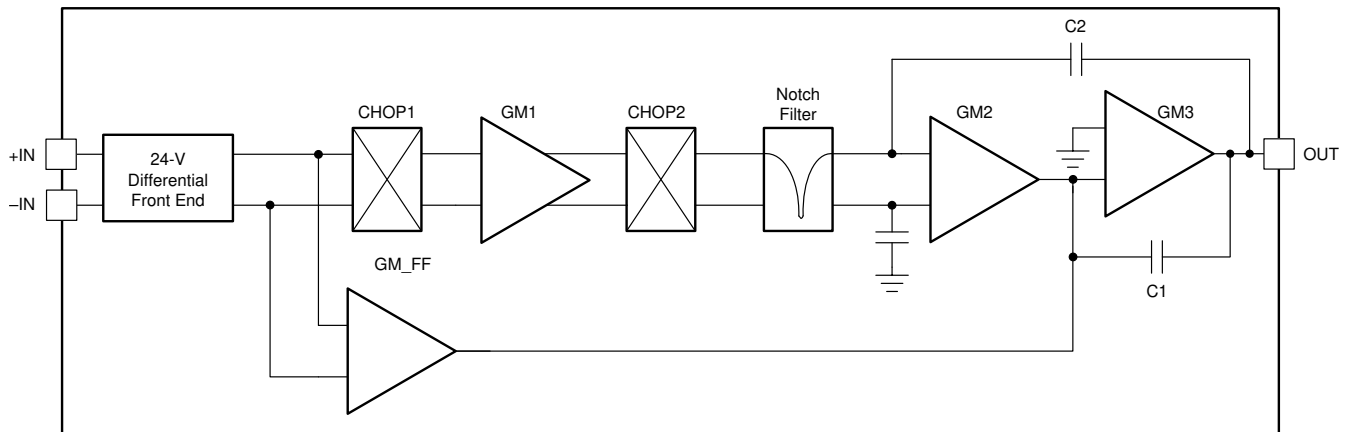 C2
Notch
Filter
CHOP1
GM1
CHOP2
GM2
GM3
+IN
–IN
24-V
Differential
Front End
OUT
GM_FF
C1